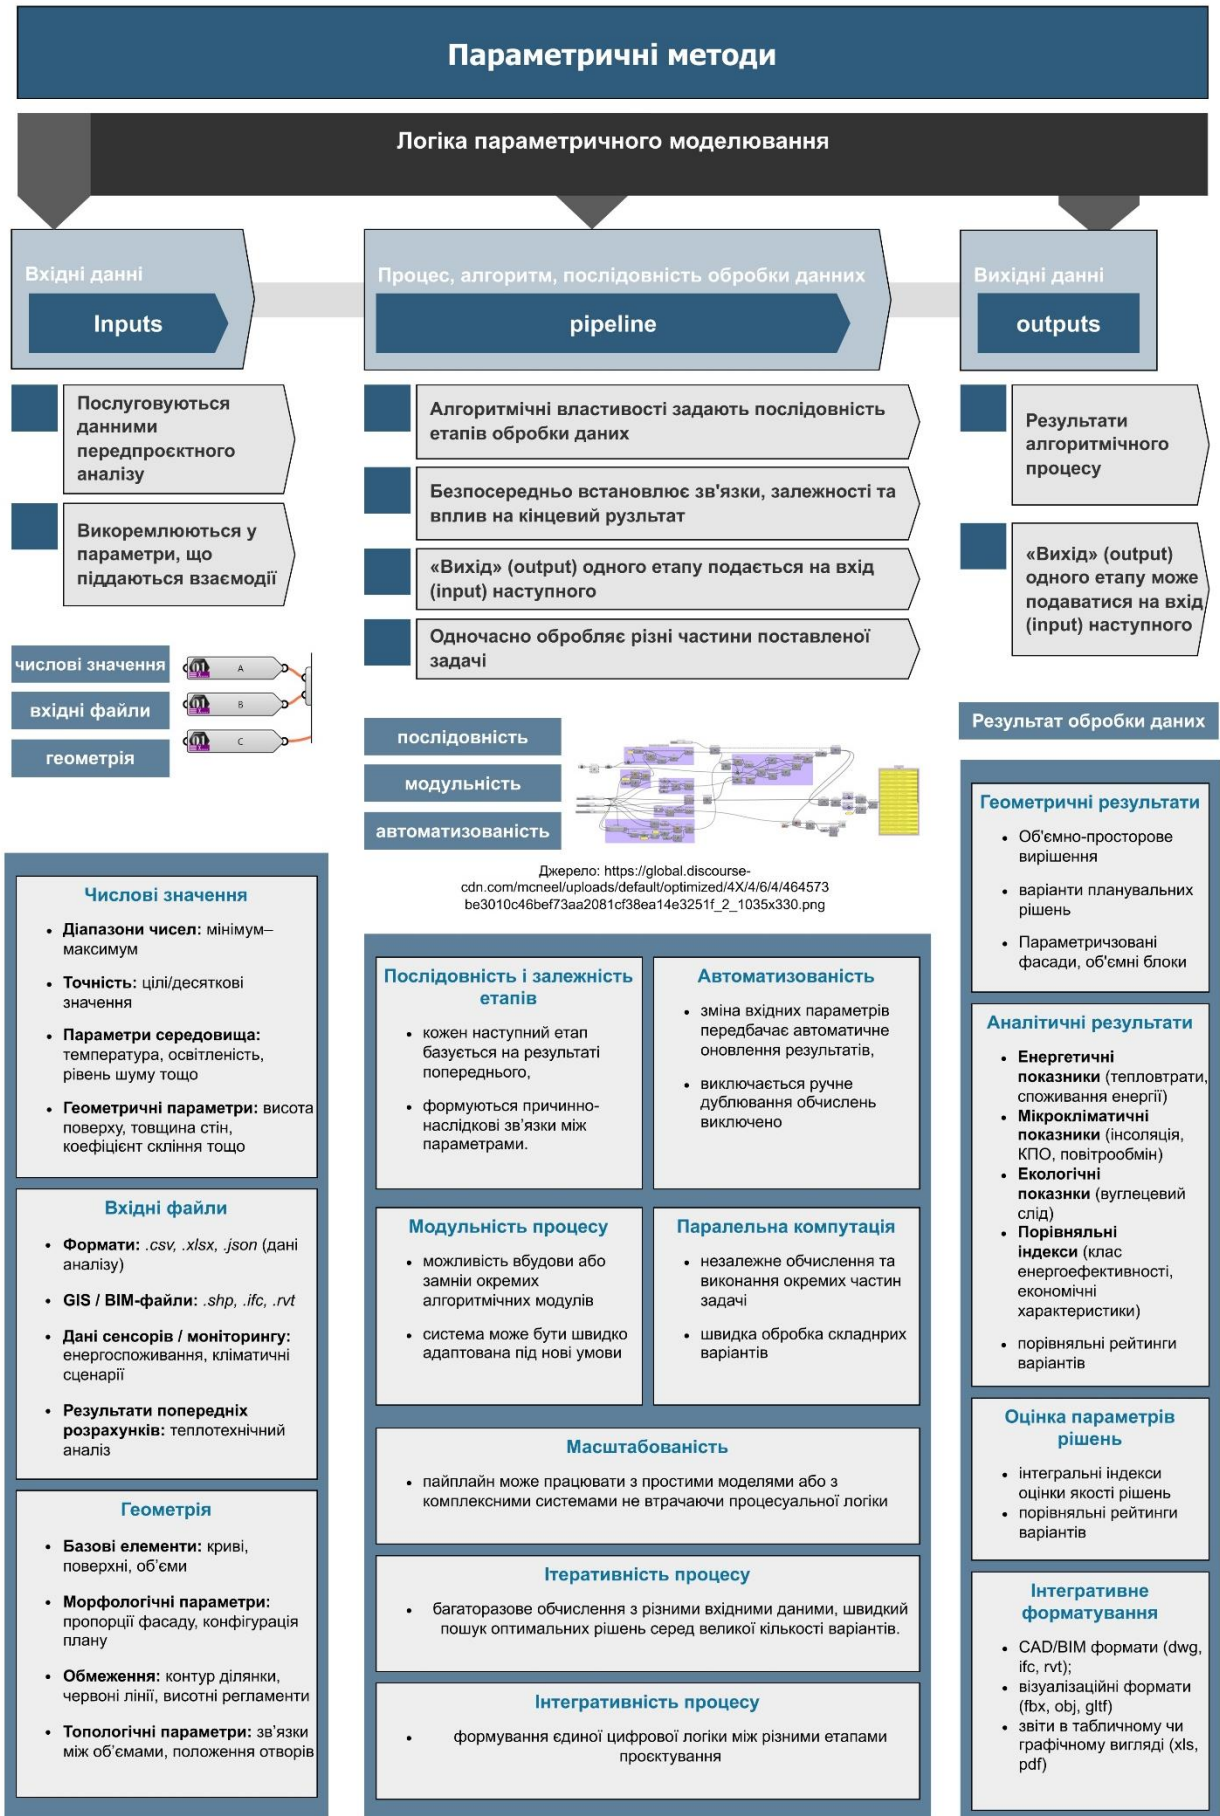 Параметричні методи
Логіка параметричного моделювання
Вхідні данні
Inputs
Послуговуються
данними
передпроєктного
аналізу
Викоремлюються у
параметри, що
піддаються взаємодії
числові значення
вхідні файли
геометрія
A
B
C
Числові значення
• Діапазони чисел: мінімум–
максимум
• Точність: цілі/десяткові
значення
• Параметри середовища:
температура, освітленість,
рівень шуму тощо
• Геометричні параметри: висота
поверху, товщина стін,
коефіцієнт скління тощо
Вхідні файли
• Формати: .csv, .xlsx, .json (дані
аналізу)
• GIS / BIM-файли: .shp, .ifc, .rvt
• Дані сенсорів / моніторингу:
енергоспоживання, кліматичні
сценарії
• Результати попередніх
розрахунків: теплотехнічний
аналіз
Геометрія
• Базові елементи: криві,
поверхні, об’єми
• Морфологічні параметри:
пропорції фасаду, конфігурація
плану
• Обмеження: контур ділянки,
червоні лінії, висотні регламенти
• Топологічні параметри: зв’язки
між об’ємами, положення отворів
Процес, алгоритм, послідовність обробки данних
pipeline
Алгоритмічні властивості задають послідовність
етапів обробки даних
Безпосередньо встановлює зв'язки, залежності та
вплив на кінцевий рузльтат
«Вихід» (output) одного етапу подається на вхід
(input) наступного
Одночасно обробляє різні частини поставленої
задачі
послідовність
модульність
автоматизованість
Джерело: https://global.discourse-
cdn.com/mcneel/uploads/default/optimized/4X/4/6/4/464573
be3010c46bef73aa2081cf38ea14e3251f_2_1035x330.png
Послідовність і залежність
етапів
• кожен наступний етап
базується на результаті
попереднього,
• формуються причинно-
наслідкові зв’язки між
параметрами.
Автоматизованість
• зміна вхідних параметрів
передбачає автоматичне
оновлення результатів,
• виключається ручне
дублювання обчислень
виключено
Модульність процесу
• можливість вбудови або
замніи окремих
алгоритмічних модулів
• система може бути швидко
адаптована під нові умови
Паралельна компутація
• незалежне обчислення та
виконання окремих частин
задачі
• швидка обробка складнрих
варіантів
Масштабованість
• пайплайн може працювати з простими моделями або з
комплексними системами не втрачаючи процесуальної логіки
Ітеративність процесу
• багаторазове обчислення з різними вхідними даними, швидкий
пошук оптимальних рішень серед великої кількості варіантів.
Інтегративність процесу
• формування єдиної цифрової логіки між різними етапами
проєктування
Вихідні данні
outputs
Результати
алгоритмічного
процесу
«Вихід» (output)
одного етапу може
подаватися на вхід
(input) наступного
Результат обробки даних
Геометричні результати
• Об'ємно-просторове
вирішення
• варіанти планувальних
рішень
• Параметричзовані
фасади, об'ємні блоки
Аналітичні результати
• Енергетичні
показники (тепловтрати,
споживання енергії)
• Мікрокліматичні
показники (інсоляція,
КПО, повітрообмін)
• Екологічні
показнки (вуглецевий
слід)
• Порівняльні
індекси (клас
енергоефективності,
економічні
характеристики)
• порівняльні рейтинги
варіантів
Оцінка параметрів
рішень
• інтегральні індекси
оцінки якості рішень
• порівняльні рейтинги
варіантів
Інтегративне
форматування
• CAD/BIM формати (dwg,
ifc, rvt);
• візуалізаційні формати
(fbx, obj, gltf)
• звіти в табличному чи
графічному вигляді (xls,
pdf)